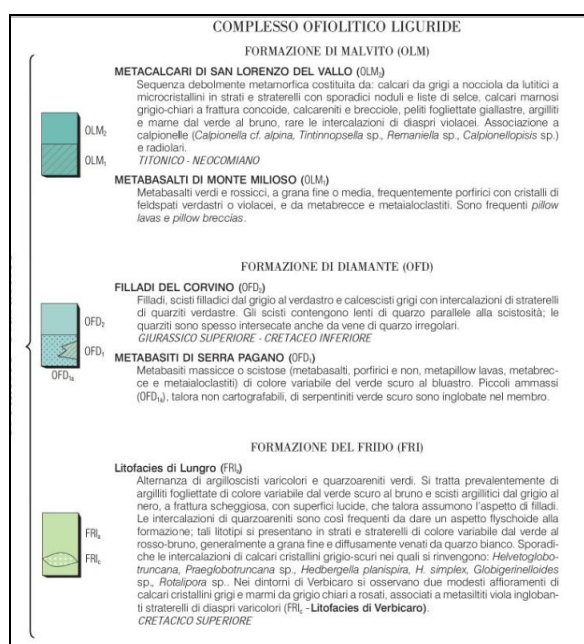 COMPLESSO OFIOLITICO LIGURIDE
FORMAZIONE DI MALVITO (OLM)
METACALCARI DI SAN LORENZO DEL VALLO (OLM₂)
Sequenza debolmente metamorfica costituita da: calcari da grigi a nocciola da lutitici a
microcristallini in strati e straterelli con sporadici noduli e liste di selce, calcari marnosi
grigio-chiari a frattura concoide, calcareniti e brecciole, peliti fogliettate giallastre, argilliti
e marne dal verde al bruno, rare le intercalazioni di diaspri violacei. Associazione a
calpionelle (Calpionella cf. alpina, Tintinnopsella sp., Remaniella sp., Calpionellopisis sp.)
e radiolari.
TITONICO - NEOCOMIANO
OLM₂
OLM₁
METABASALTI DI MONTE MILIOSO (OLM₁)
Metabasalti verdi e rossicci, a grana fine o media, frequentemente porfirici con cristalli di
feldspati verdastri o violacei, e da metabrecce e metaialoclastiti. Sono frequenti pillow
lavas e pillow breccias.
FORMAZIONE DI DIAMANTE (OFD)
FILLADI DEL CORVINO (OFD₂)
Filladi, scisti filladici dal grigio al verdastro e calcescisti grigi con intercalazioni di straterelli
di quarziti verdastre. Gli scisti contengono lenti di quarzo parallele alla scistosità; le
quarziti sono spesso intersecate anche da vene di quarzo irregolari.
GIURASSICO SUPERIORE - CRETACEO INFERIORE
OFD₂
OFD₁
OFD₁ₐ
METABASITI DI SERRA PAGANO (OFD₁)
Metabasiti massicce o scistose (metabasalti, porfirici e non, metapillow lavas, metabrec-
ce e metaialoclastiti) di colore variabile del verde scuro al bluastro. Piccoli ammassi
(OFD₁ₐ), talora non cartografabili, di serpentiniti verde scuro sono inglobate nel membro.
FORMAZIONE DEL FRIDO (FRI)
Litofacies di Lungro (FRIₐ)
Alternanza di argilloscisti varicolori e quarzoareniti verdi. Si tratta prevalentemente di
argilliti fogliettate di colore variabile dal verde scuro al bruno e scisti argillitici dal grigio al
nero, a frattura scheggiosa, con superfici lucide, che talora assumono l'aspetto di filladi.
Le intercalazioni di quarzoareniti sono così frequenti da dare un aspetto flyschoide alla
formazione; tali litotipi si presentano in strati e straterelli di colore variabile dal verde al
rosso-bruno, generalmente a grana fine e diffusamente venati da quarzo bianco. Sporadi-
che le intercalazioni di calcari cristallini grigio-scuri nei quali si rinvengono: Helvetoglobo-
truncana, Praeglobotruncana sp., Hedbergella planispira, H. simplex, Globigerinelloides
sp., Rotalipora sp.. Nei dintorni di Verbicaro si osservano due modesti affioramenti di
calcari cristallini grigi e marmi da grigio chiari a rosati, associati a metasiltiti viola ingloban-
ti straterelli di diaspri varicolori (FRI꜀ - Litofacies di Verbicaro).
CRETACICO SUPERIORE
FRIₐ
FRI꜀